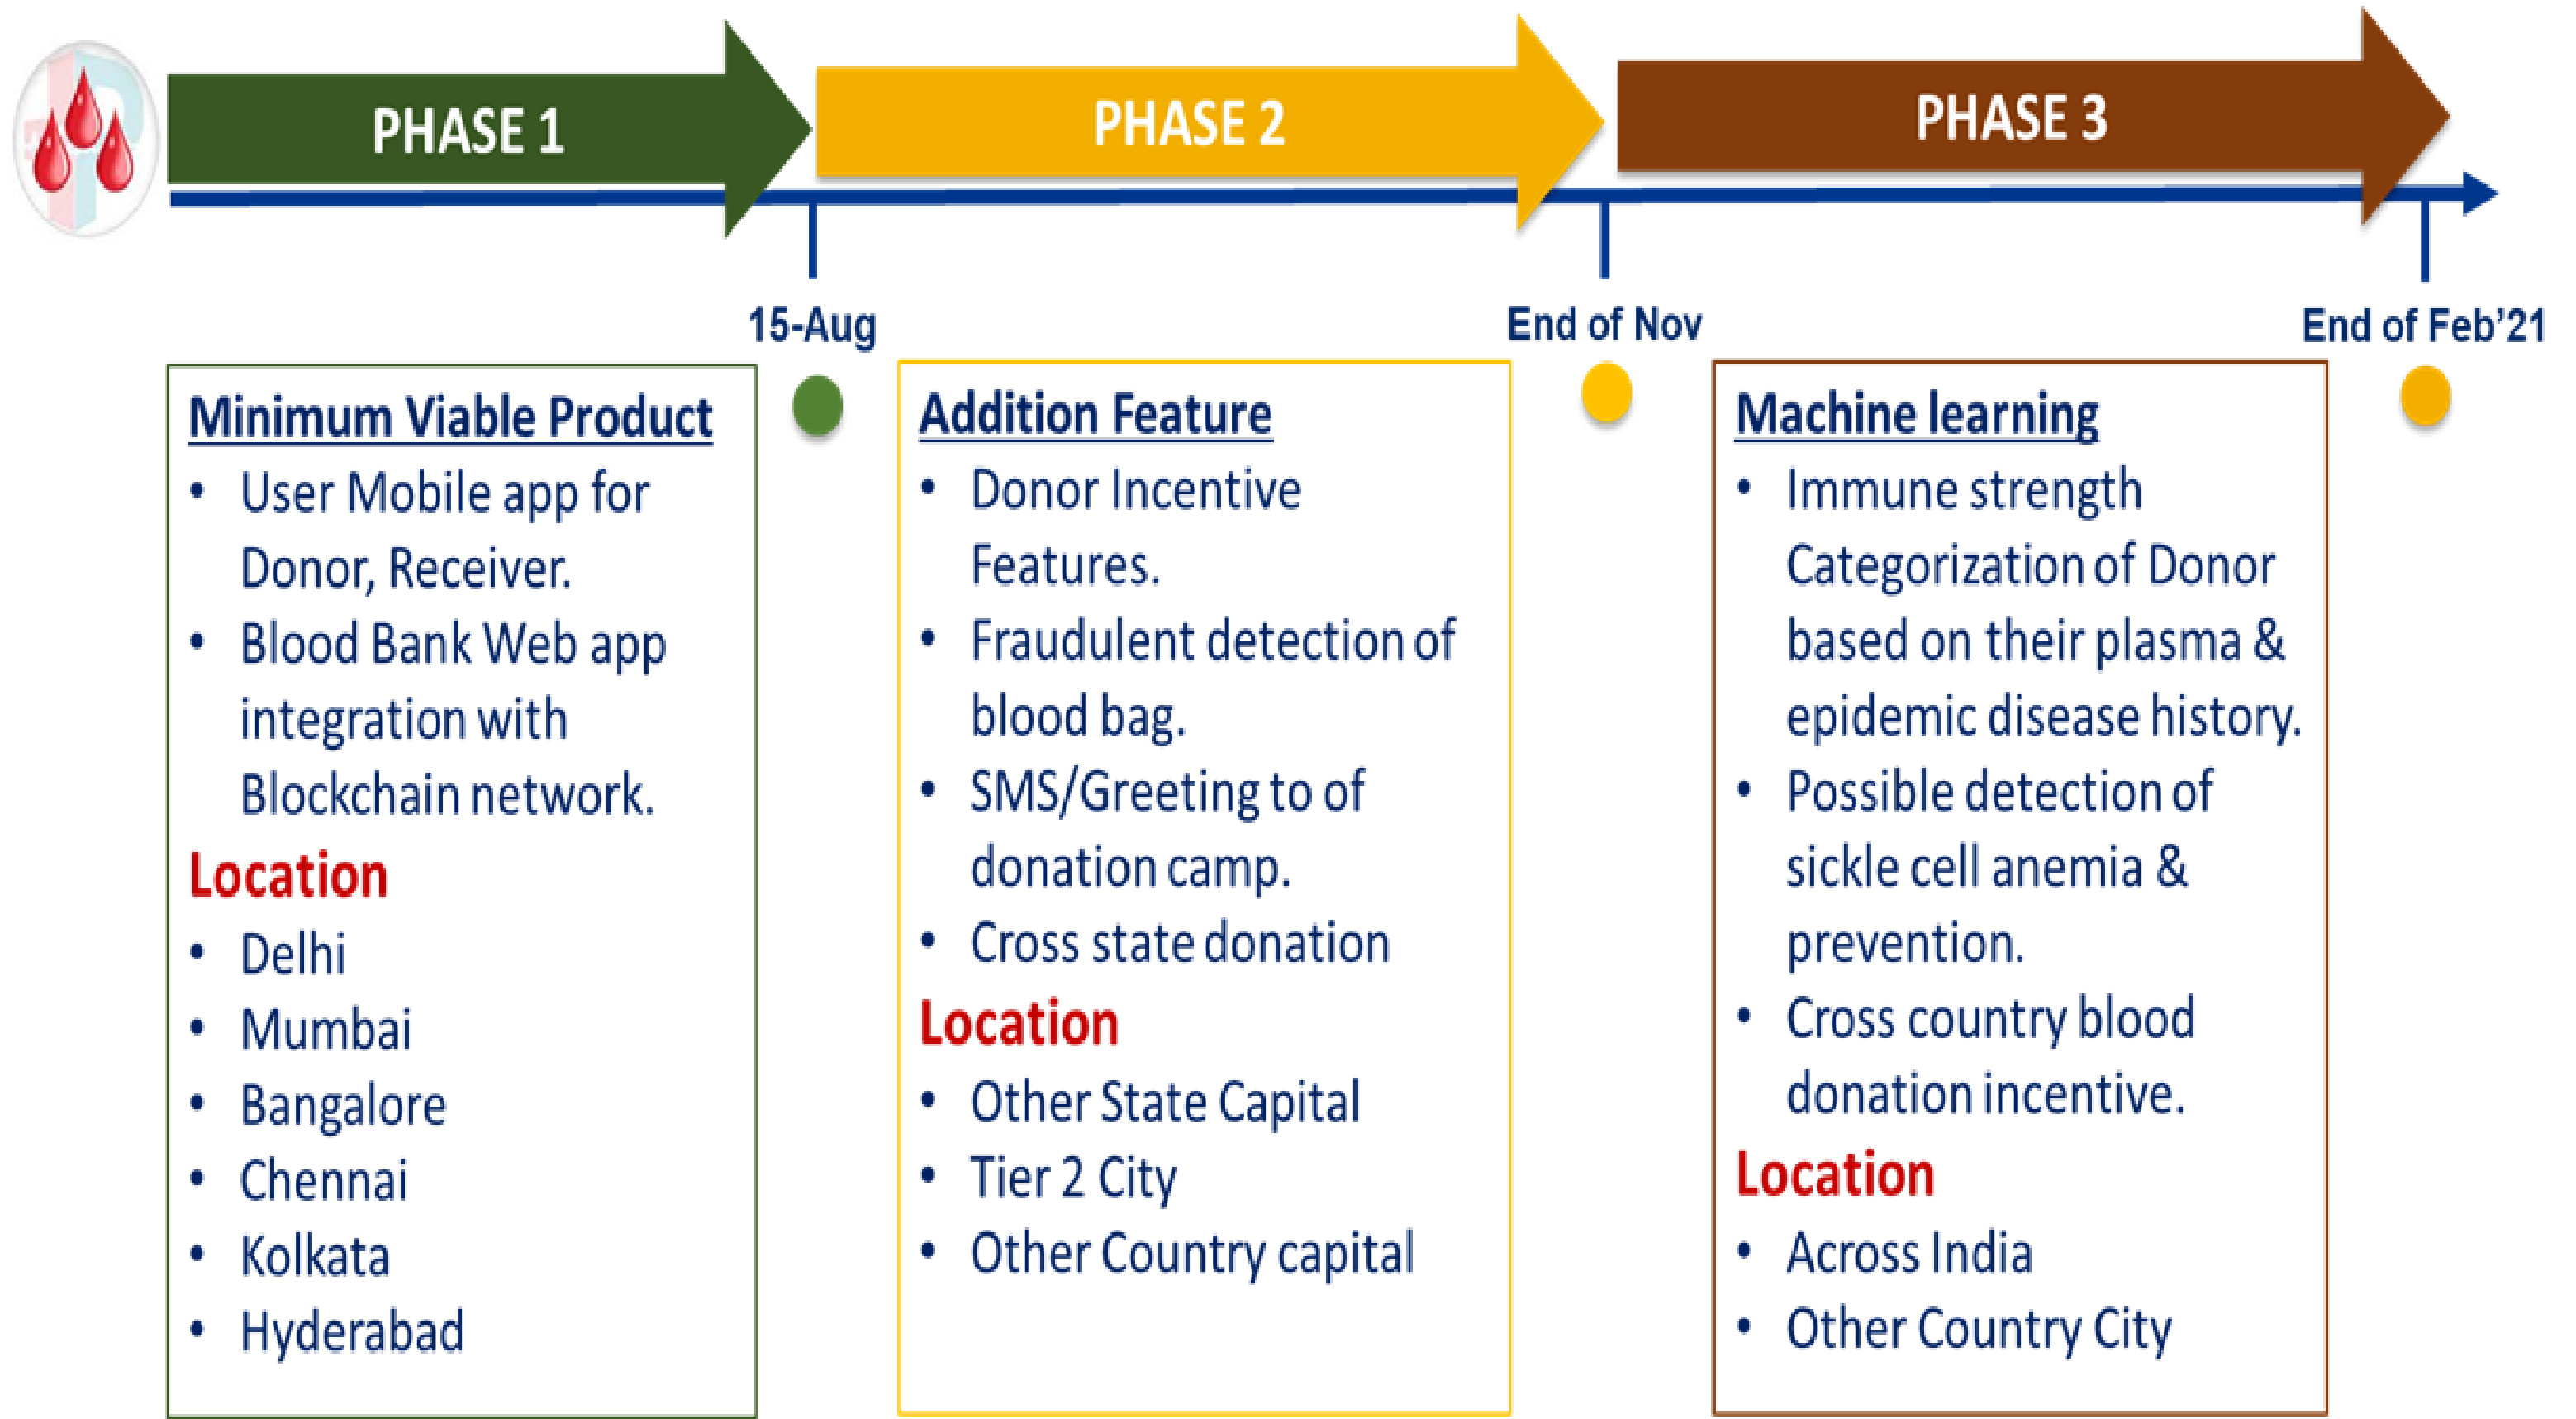 PHASE 1
PHASE 2
PHASE 3
15-Aug
End of Nov
End of Feb’21
Minimum Viable Product
• User Mobile app for
Donor, Receiver.
• Blood Bank Web app
integration with
Blockchain network.
Location
• Delhi
• Mumbai
• Bangalore
• Chennai
• Kolkata
• Hyderabad
Addition Feature
• Donor Incentive
Features.
• Fraudulent detection of
blood bag.
• SMS/Greeting to of
donation camp.
• Cross state donation
Location
• Other State Capital
• Tier 2 City
• Other Country capital
Machine learning
• Immune strength
Categorization of Donor
based on their plasma &
epidemic disease history.
• Possible detection of
sickle cell anemia &
prevention.
• Cross country blood
donation incentive.
Location
• Across India
• Other Country City